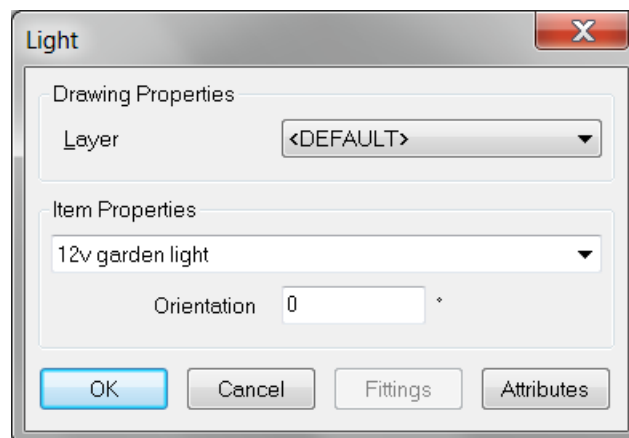 Light
Drawing Properties
Layer <DEFAULT>
Item Properties
12v garden light
Orientation 0 °
OK Cancel Fittings Attributes